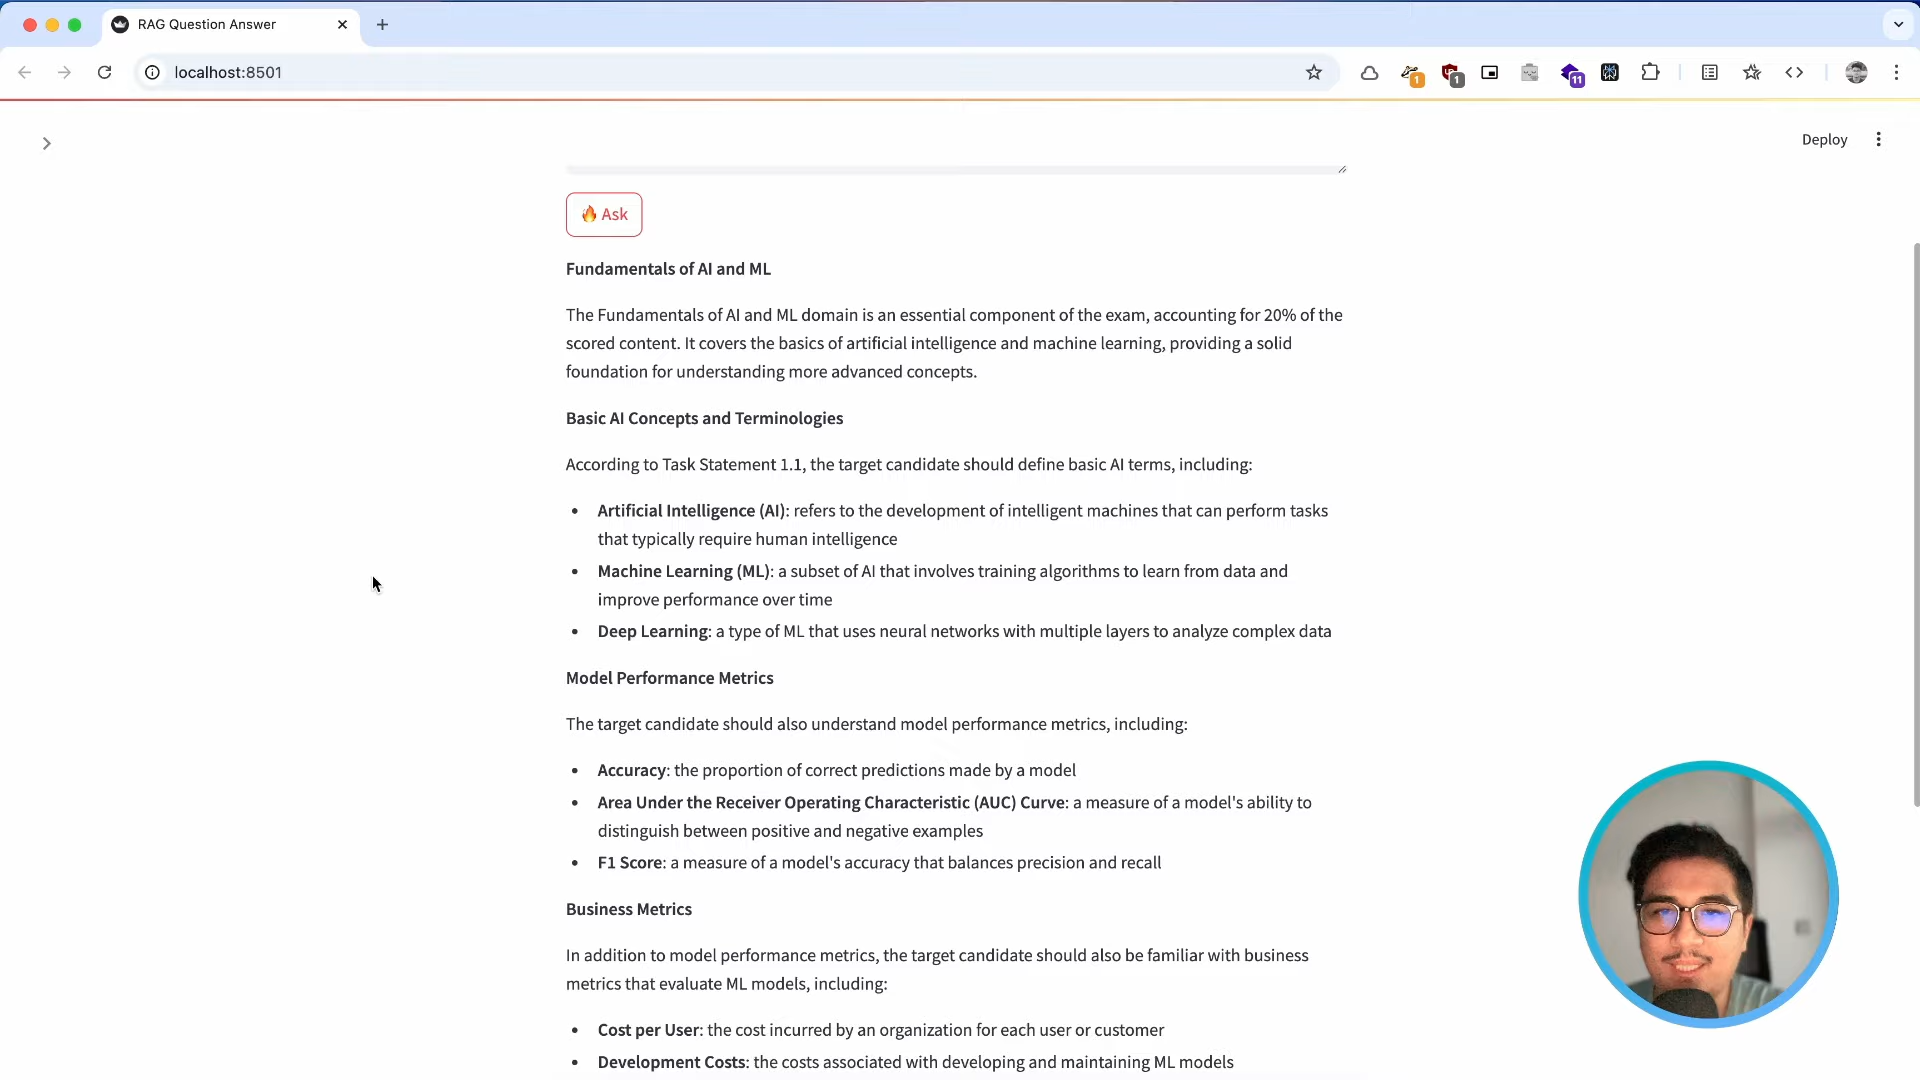 RAG Question Answer
localhost:8501
1
1
11
Deploy
🔥 Ask
Fundamentals of AI and ML
The Fundamentals of AI and ML domain is an essential component of the exam, accounting for 20% of the
scored content. It covers the basics of artificial intelligence and machine learning, providing a solid
foundation for understanding more advanced concepts.
Basic AI Concepts and Terminologies
According to Task Statement 1.1, the target candidate should define basic AI terms, including:
• Artificial Intelligence (AI): refers to the development of intelligent machines that can perform tasks
that typically require human intelligence
• Machine Learning (ML): a subset of AI that involves training algorithms to learn from data and
improve performance over time
• Deep Learning: a type of ML that uses neural networks with multiple layers to analyze complex data
Model Performance Metrics
The target candidate should also understand model performance metrics, including:
• Accuracy: the proportion of correct predictions made by a model
• Area Under the Receiver Operating Characteristic (AUC) Curve: a measure of a model's ability to
distinguish between positive and negative examples
• F1 Score: a measure of a model's accuracy that balances precision and recall
Business Metrics
In addition to model performance metrics, the target candidate should also be familiar with business
metrics that evaluate ML models, including:
• Cost per User: the cost incurred by an organization for each user or customer
• Development Costs: the costs associated with developing and maintaining ML models